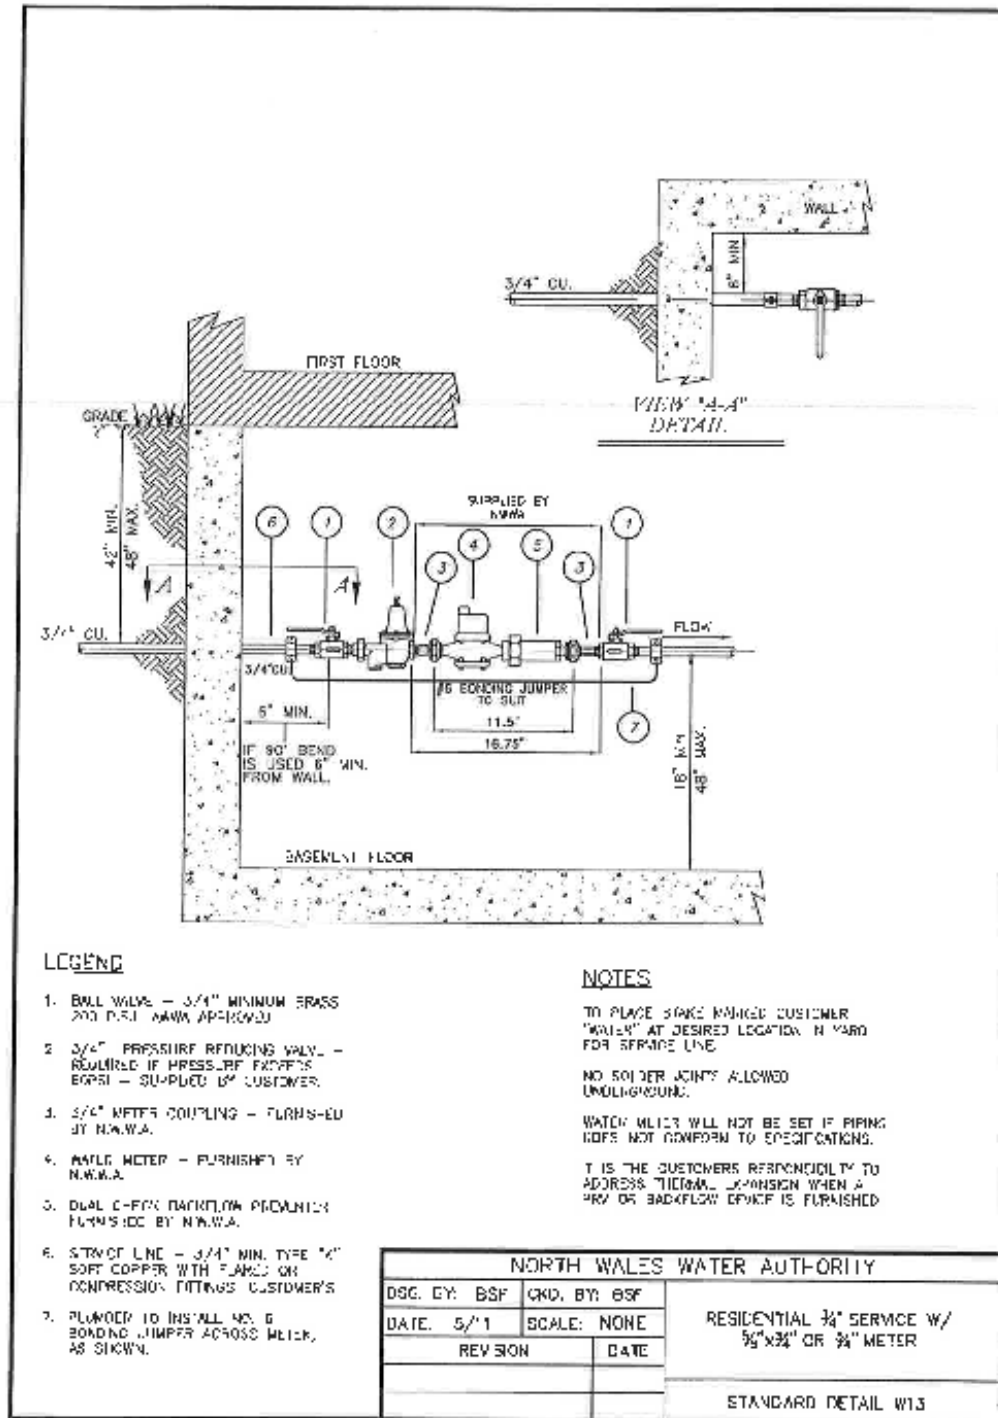 WALL
6" MIN
3/4" CU.
VIEW "A-A"
DETAIL
FIRST FLOOR
GRADE
42" MIN.
48" MAX.
SUPPLIED BY
NWWA
6
1
2
3
4
5
3
1
A
A
3/4" CU.
FLOW
3/4"CU.
#6 BONDING JUMPER
TO SUIT
7
6" MIN.
11.5"
16.75"
IF 90° BEND
IS USED 6" MIN.
FROM WALL.
18" MIN
48" MAX.
BASEMENT FLOOR
LEGEND
1. BALL VALVE – 3/4" MINIMUM BRASS
200 P.S.I. AWWA APPROVED
2 3/4" PRESSURE REDUCING VALVE –
REQUIRED IF PRESSURE EXCEEDS
– SUPPLIED BY CUSTOMER.
3. 3/4" METER COUPLING – FURNISHED
BY N.W.W.A.
4. WATER METER – FURNISHED BY
N.W.W.A.
5. DUAL CHECK BACKFLOW PREVENTER
FURNISHED BY N.W.W.A.
6. SERVICE LINE – 3/4" MIN. TYPE "K"
SOFT COPPER WITH FLARED OR
COMPRESSION FITTINGS CUSTOMER'S
7. PLUMBER TO INSTALL NO. 6
BONDING JUMPER ACROSS METER,
AS SHOWN.
NOTES
TO PLACE STAKE MARKED CUSTOMER
"WATER" AT DESIRED LOCATION IN YARD
FOR SERVICE LINE
NO SOLDER JOINTS ALLOWED
UNDERGROUND.
WATER METER WILL NOT BE SET IF PIPING
DOES NOT CONFORM TO SPECIFICATIONS.
IT IS THE CUSTOMERS RESPONSIBILITY TO
ADDRESS THERMAL EXPANSION WHEN A
PRV OR BACKFLOW DEVICE IS FURNISHED
NORTH WALES WATER AUTHORITY
DSG. BY: BSF CKD. BY: BSF
DATE. SCALE: NONE
REVISION DATE
RESIDENTIAL ¾" SERVICE W/
⅝"x¾" OR ¾" METER
STANDARD DETAIL W13